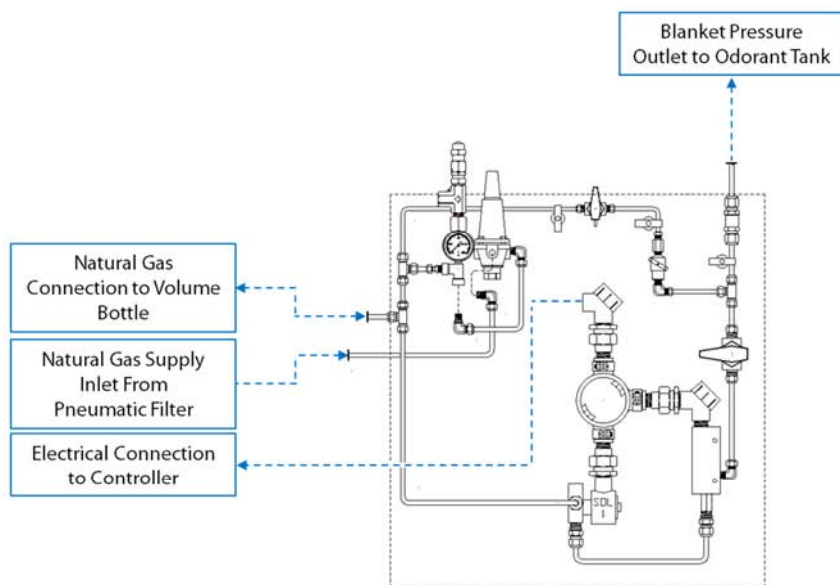 Blanket Pressure
Outlet to Odorant Tank
Natural Gas
Connection to Volume
Bottle
Natural Gas Supply
Inlet From
Pneumatic Filter
Electrical Connection
to Controller
SOL
1